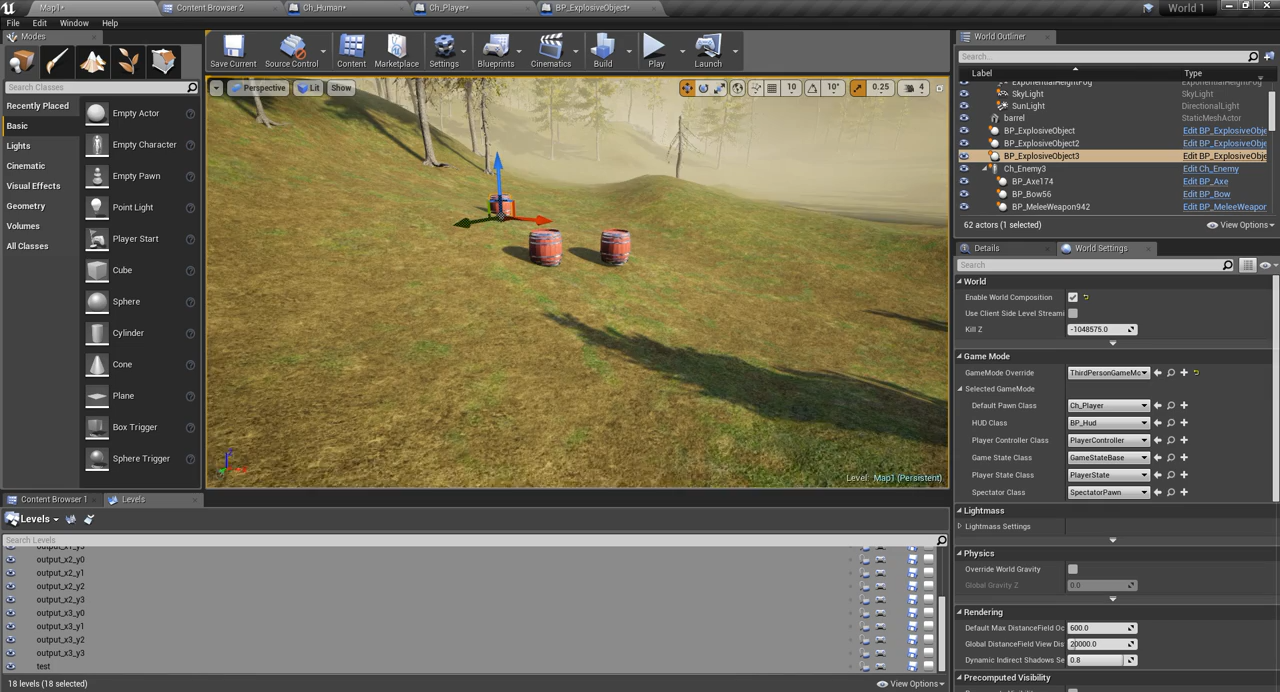 Map1*
Content Browser 2
Ch_Human*
Ch_Player*
BP_ExplosiveObject*
World 1
File
Edit
Window
Help
Modes
Search Classes
Recently Placed
Basic
Lights
Cinematic
Visual Effects
Geometry
Volumes
All Classes
Empty Actor
Empty Character
Empty Pawn
Point Light
Player Start
Cube
Sphere
Cylinder
Cone
Plane
Box Trigger
Sphere Trigger
Save Current
Source Control
Content
Marketplace
Settings
Blueprints
Cinematics
Build
Play
Launch
Perspective
Lit
Show
10
10°
0.25
4
Level: Map1 (Persistent)
World Outliner
Search...
Label Type
ExponentialHeightFog
SkyLight SkyLight
SunLight DirectionalLight
barrel StaticMeshActor
BP_ExplosiveObject Edit BP_ExplosiveObje
BP_ExplosiveObject2 Edit BP_ExplosiveObje
BP_ExplosiveObject3 Edit BP_ExplosiveObje
Ch_Enemy3 Edit Ch_Enemy
BP_Axe174 Edit BP_Axe
BP_Bow56 Edit BP_Bow
BP_MeleeWeapon942 Edit BP_MeleeWeapon
62 actors (1 selected)
View Options
Details
World Settings
Search
World
Enable World Composition
Use Client Side Level Streami
Kill Z -1048575.0
Game Mode
GameMode Override ThirdPersonGameMc
Selected GameMode
Default Pawn Class Ch_Player
HUD Class BP_Hud
Player Controller Class PlayerController
Game State Class GameStateBase
Player State Class PlayerState
Spectator Class SpectatorPawn
Lightmass
Lightmass Settings
Physics
Override World Gravity
Global Gravity Z 0.0
Rendering
Default Max DistanceField Oc 600.0
Global DistanceField View Dis 20000.0
Dynamic Indirect Shadows Se 0.8
Precomputed Visibility
Content Browser 1
Levels
Levels
Search Levels
output_x1_y3
output_x2_y0
output_x2_y1
output_x2_y2
output_x2_y3
output_x3_y0
output_x3_y1
output_x3_y2
output_x3_y3
test
18 levels (18 selected)
View Options